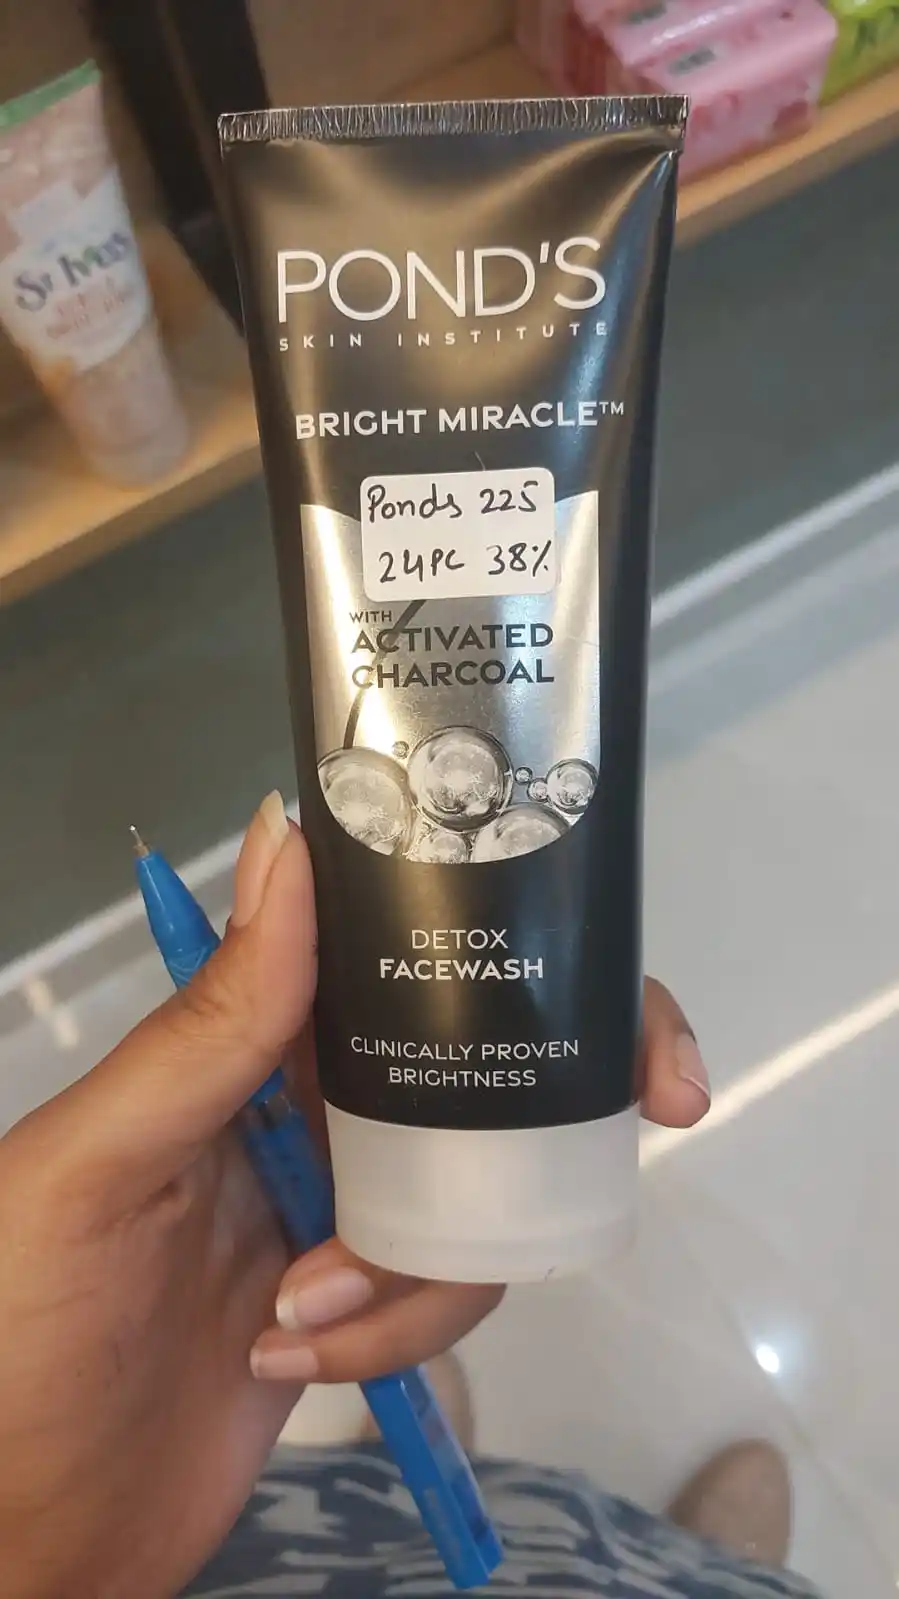 POND'S
SKIN INSTITUTE
BRIGHT MIRACLE™
Ponds 225
24PC 38%
WITH
ACTIVATED
CHARCOAL
DETOX
FACEWASH
CLINICALLY PROVEN
BRIGHTNESS
St Ives